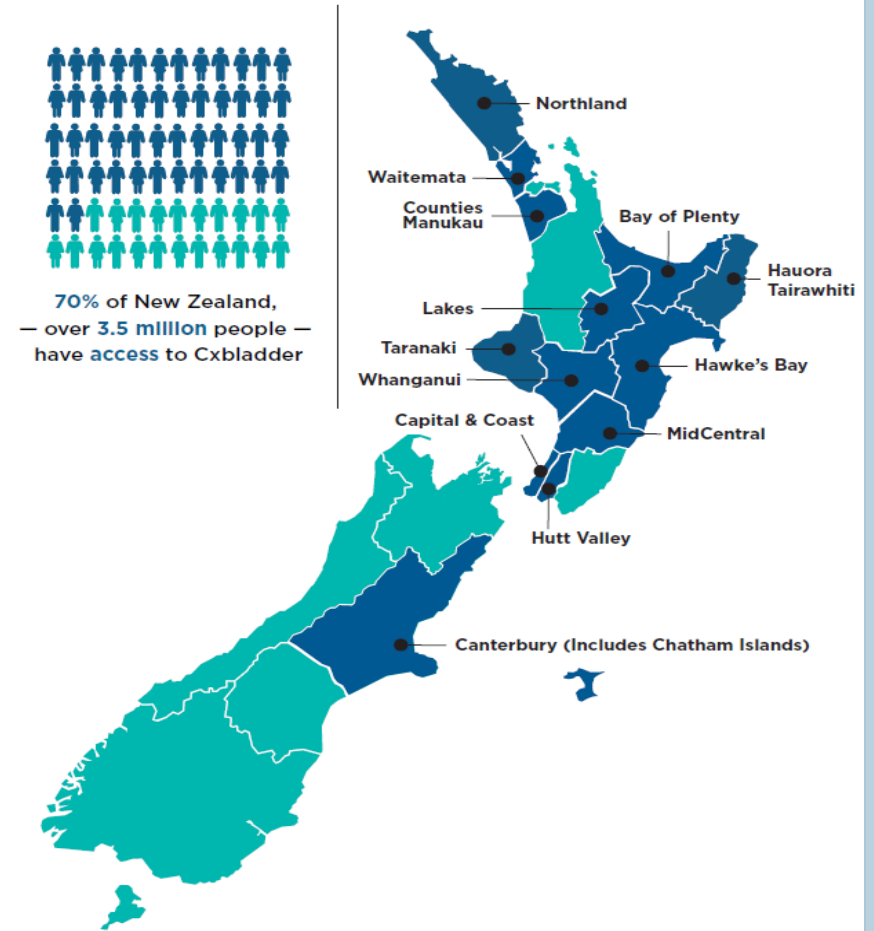 70% of New Zealand,
— over 3.5 million people —
have access to Cxbladder
Northland
Waitemata
Counties
Manukau
Bay of Plenty
Hauora
Tairawhiti
Lakes
Taranaki
Hawke's Bay
Whanganui
Capital & Coast
MidCentral
Hutt Valley
Canterbury (Includes Chatham Islands)